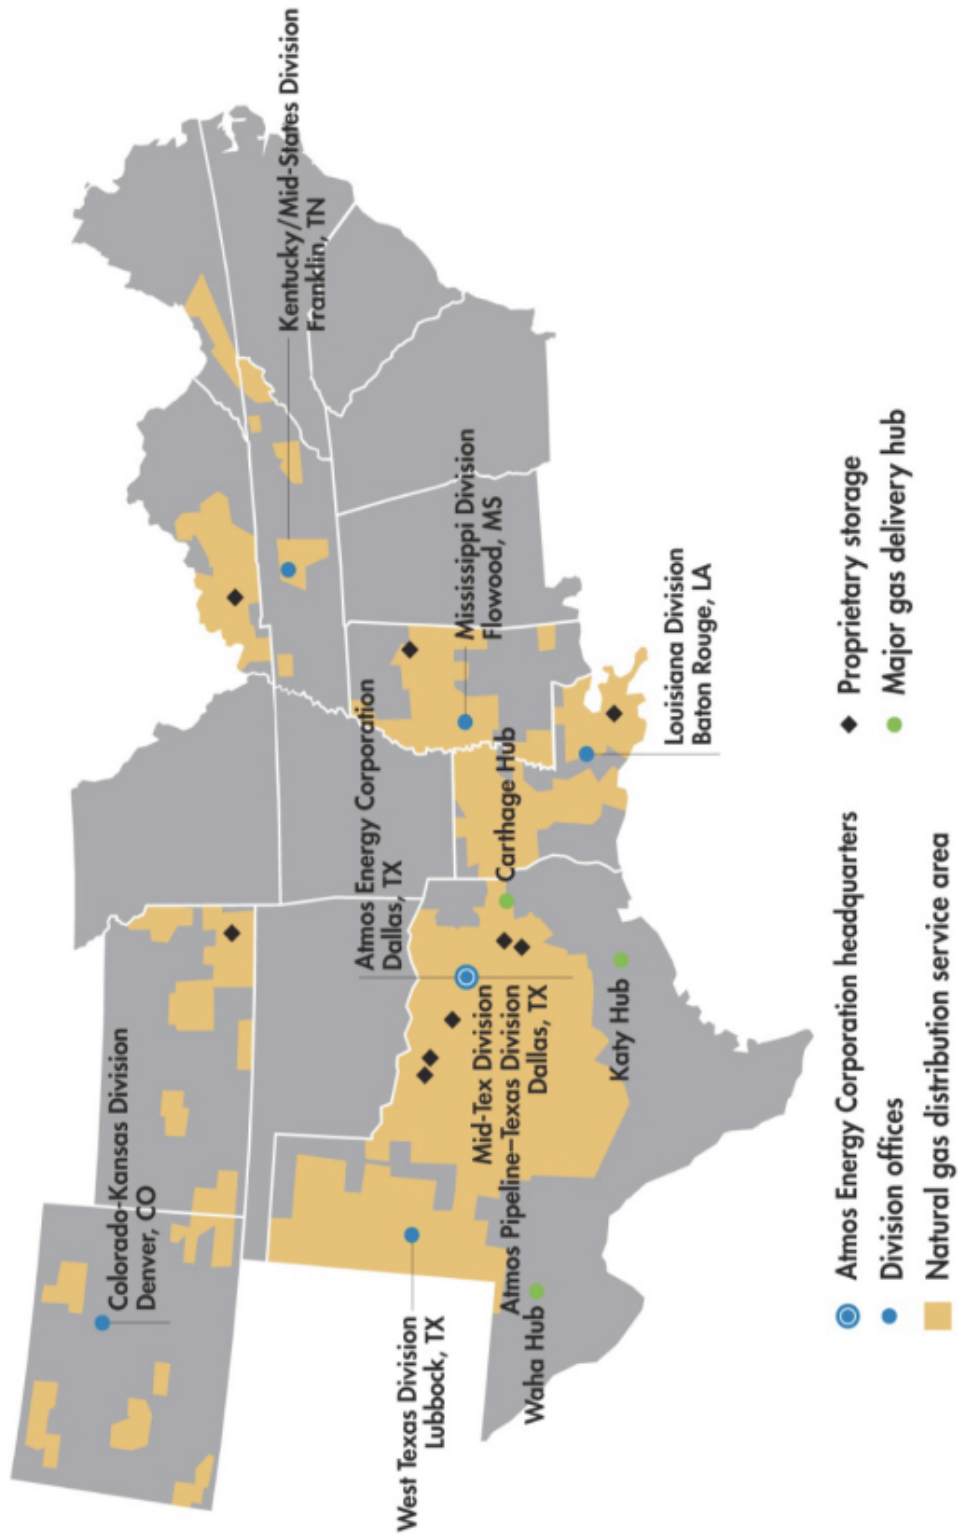 Colorado-Kansas Division
Denver, CO
Kentucky/Mid-States Division
Franklin, TN
West Texas Division
Lubbock, TX
Atmos Energy Corporation
Dallas, TX
Mid-Tex Division
Atmos Pipeline–Texas Division
Dallas, TX
Mississippi Division
Flowood, MS
Carthage Hub
Waha Hub
Katy Hub
Louisiana Division
Baton Rouge, LA
Atmos Energy Corporation headquarters
Division offices
Natural gas distribution service area
Proprietary storage
Major gas delivery hub